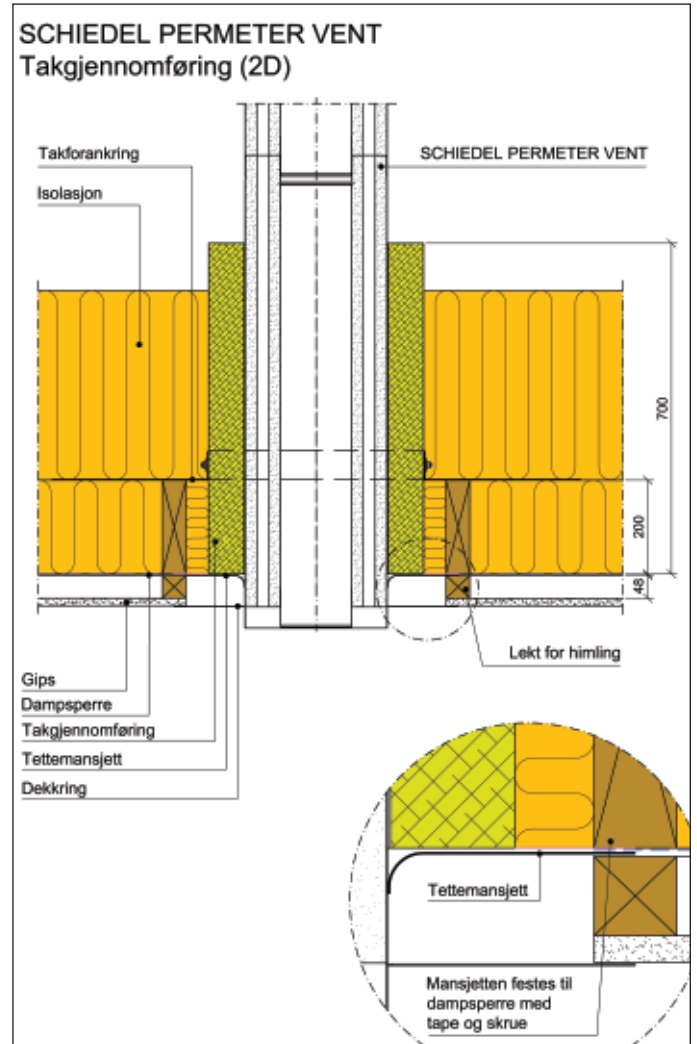 SCHIEDEL PERMETER VENT
Takgjennomføring (2D)
Takforankring
SCHIEDEL PERMETER VENT
Isolasjon
700
200
48
Lekt for himling
Gips
Dampsperre
Takgjennomføring
Tettemansjett
Dekkring
Tettemansjett
Mansjetten festes til
dampsperre med
tape og skrue